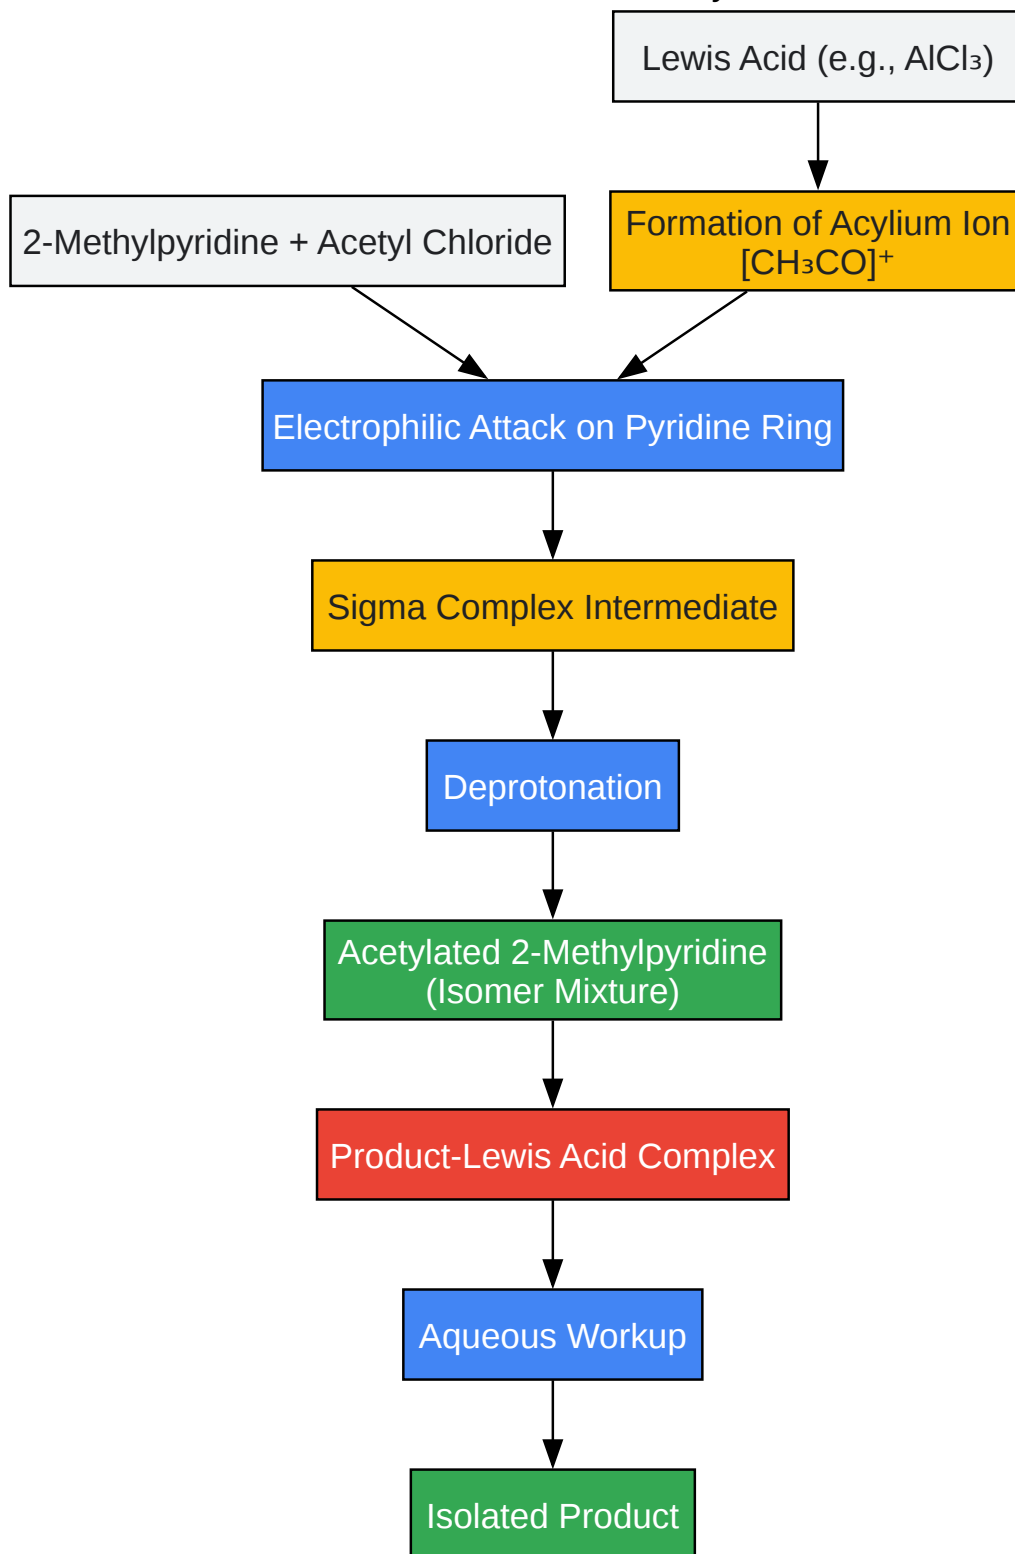 Lewis Acid (e.g., AlCl₃)
2-Methylpyridine + Acetyl Chloride
Formation of Acylium Ion
[CH₃CO]⁺
Electrophilic Attack on Pyridine Ring
Sigma Complex Intermediate
Deprotonation
Acetylated 2-Methylpyridine
(Isomer Mixture)
Product-Lewis Acid Complex
Aqueous Workup
Isolated Product